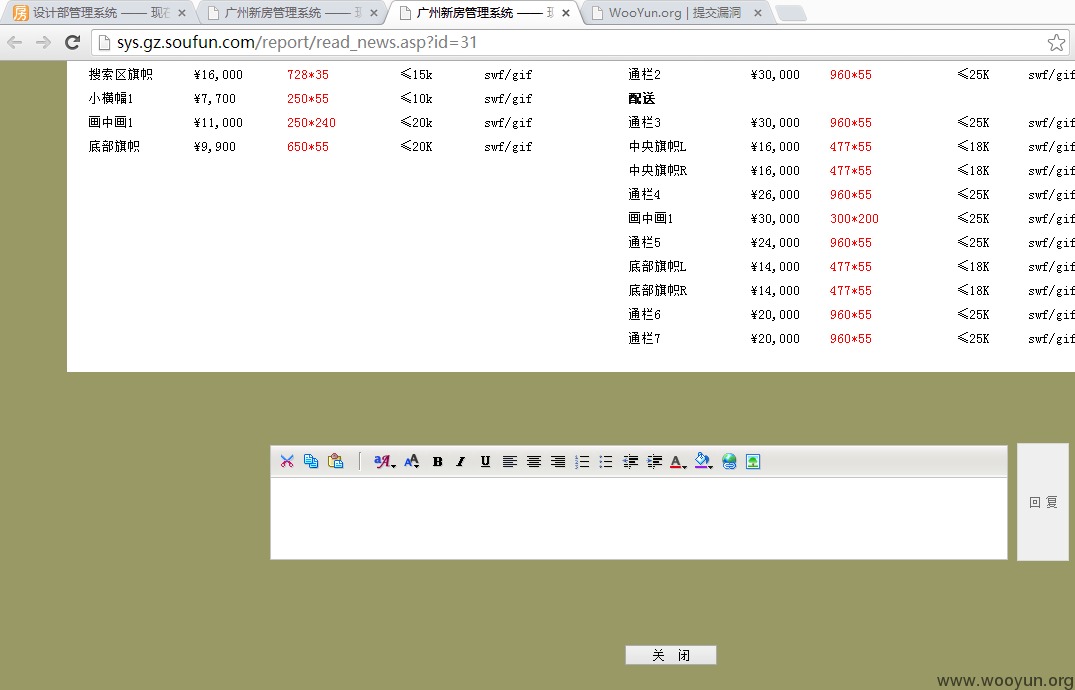 房 设计部管理系统 —— 现在
广州新房管理系统 —— 现
广州新房管理系统 —— 现
WooYun.org | 提交漏洞
sys.gz.soufun.com/report/read_news.asp?id=31
搜索区旗帜 ¥16,000 728*35 ≤15k swf/gif 通栏2 ¥30,000 960*55 ≤25K swf/gif
小横幅1 ¥7,700 250*55 ≤10k swf/gif 配送
画中画1 ¥11,000 250*240 ≤20k swf/gif 通栏3 ¥30,000 960*55 ≤25K swf/gif
底部旗帜 ¥9,900 650*55 ≤20K swf/gif 中央旗帜L ¥16,000 477*55 ≤18K swf/gif
中央旗帜R ¥16,000 477*55 ≤18K swf/gif
通栏4 ¥26,000 960*55 ≤25K swf/gif
画中画1 ¥30,000 300*200 ≤25K swf/gif
通栏5 ¥24,000 960*55 ≤25K swf/gif
底部旗帜L ¥14,000 477*55 ≤18K swf/gif
底部旗帜R ¥14,000 477*55 ≤18K swf/gif
通栏6 ¥20,000 960*55 ≤25K swf/gif
通栏7 ¥20,000 960*55 ≤25K swf/gif
B I U
回 复
关 闭
www.wooyun.org